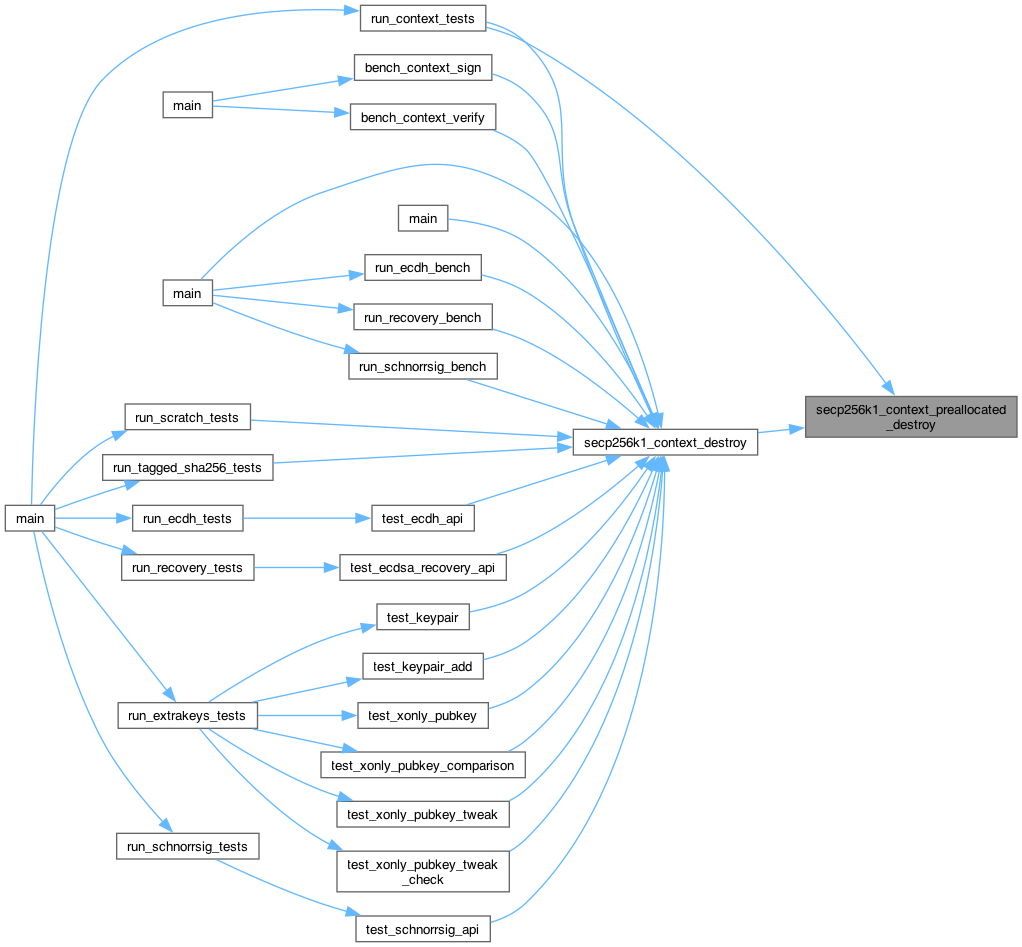 run_context_tests
bench_context_sign
main
bench_context_verify
main
run_ecdh_bench
main
run_recovery_bench
run_schnorrsig_bench
secp256k1_context_preallocated
_destroy
run_scratch_tests
secp256k1_context_destroy
run_tagged_sha256_tests
main
run_ecdh_tests
test_ecdh_api
run_recovery_tests
test_ecdsa_recovery_api
test_keypair
test_keypair_add
run_extrakeys_tests
test_xonly_pubkey
test_xonly_pubkey_comparison
test_xonly_pubkey_tweak
run_schnorrsig_tests
test_xonly_pubkey_tweak
_check
test_schnorrsig_api